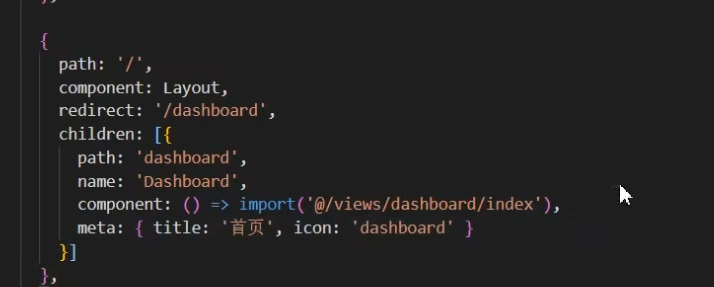 },
{
path: '/',
component: Layout,
redirect: '/dashboard',
children: [{
path: 'dashboard',
name: 'Dashboard',
component: () => import('@/views/dashboard/index'),
meta: { title: '首页', icon: 'dashboard' }
}]
},